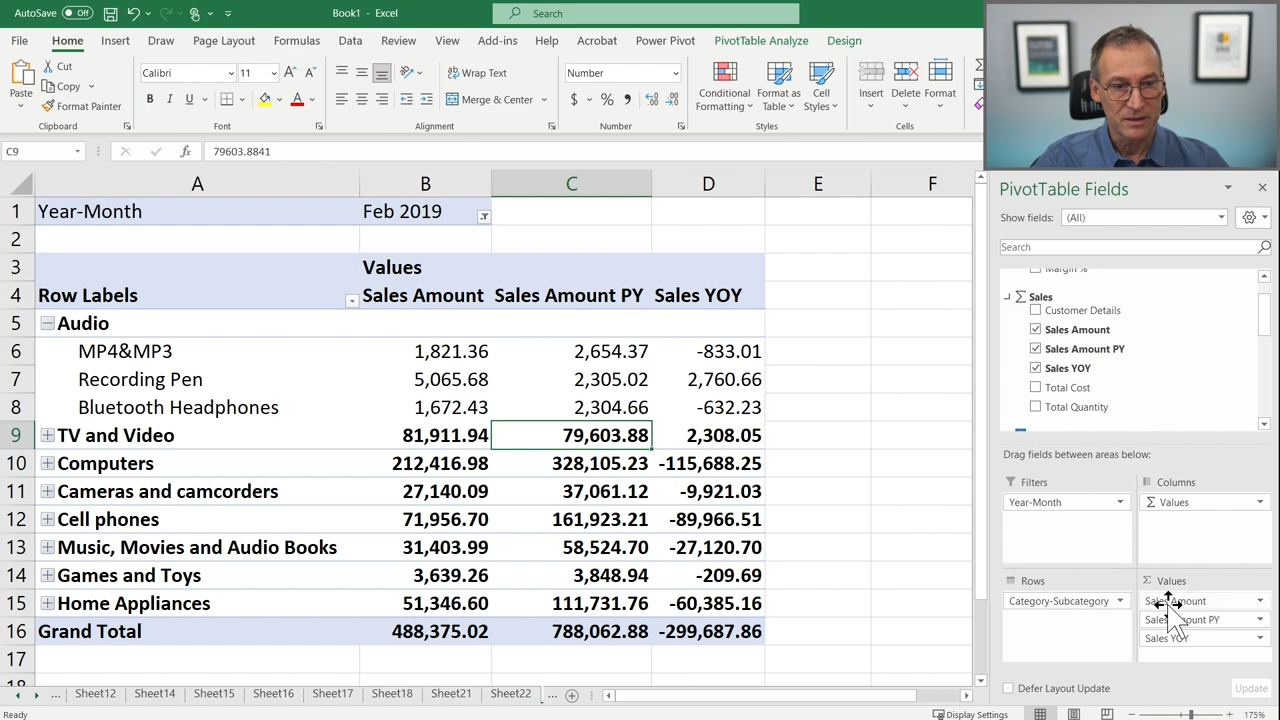 AutoSave Off Book1 - Excel Search
File Home Insert Draw Page Layout Formulas Data Review View Add-ins Help Acrobat Power Pivot PivotTable Analyze Design
Paste
Cut
Copy
Format Painter
Clipboard
Calibri 11
B I U
Font
Wrap Text
Merge & Center
Alignment
Number
$ % ,
Number
Conditional Formatting
Format as Table
Cell Styles
Styles
Insert Delete Format
Cells
C9 fx 79603.8841
A B C D E F
1 Year-Month Feb 2019
2
3 Values
4 Row Labels Sales Amount Sales Amount PY Sales YOY
5 Audio
6 MP4&MP3 1,821.36 2,654.37 -833.01
7 Recording Pen 5,065.68 2,305.02 2,760.66
8 Bluetooth Headphones 1,672.43 2,304.66 -632.23
9 TV and Video 81,911.94 79,603.88 2,308.05
10 Computers 212,416.98 328,105.23 -115,688.25
11 Cameras and camcorders 27,140.09 37,061.12 -9,921.03
12 Cell phones 71,956.70 161,923.21 -89,966.51
13 Music, Movies and Audio Books 31,403.99 58,524.70 -27,120.70
14 Games and Toys 3,639.26 3,848.94 -209.69
15 Home Appliances 51,346.60 111,731.76 -60,385.16
16 Grand Total 488,375.02 788,062.88 -299,687.86
17
... Sheet12 Sheet14 Sheet15 Sheet16 Sheet17 Sheet18 Sheet21 Sheet22 ...
Ready Display Settings 175%
PivotTable Fields
Show fields: (All)
Search
Margin %
Σ Sales
Customer Details
Sales Amount
Sales Amount PY
Sales YOY
Total Cost
Total Quantity
Drag fields between areas below:
Filters
Year-Month
Columns
Σ Values
Rows
Category-Subcategory
Σ Values
Sales Amount
Sales Amount PY
Sales YOY
Defer Layout Update Update